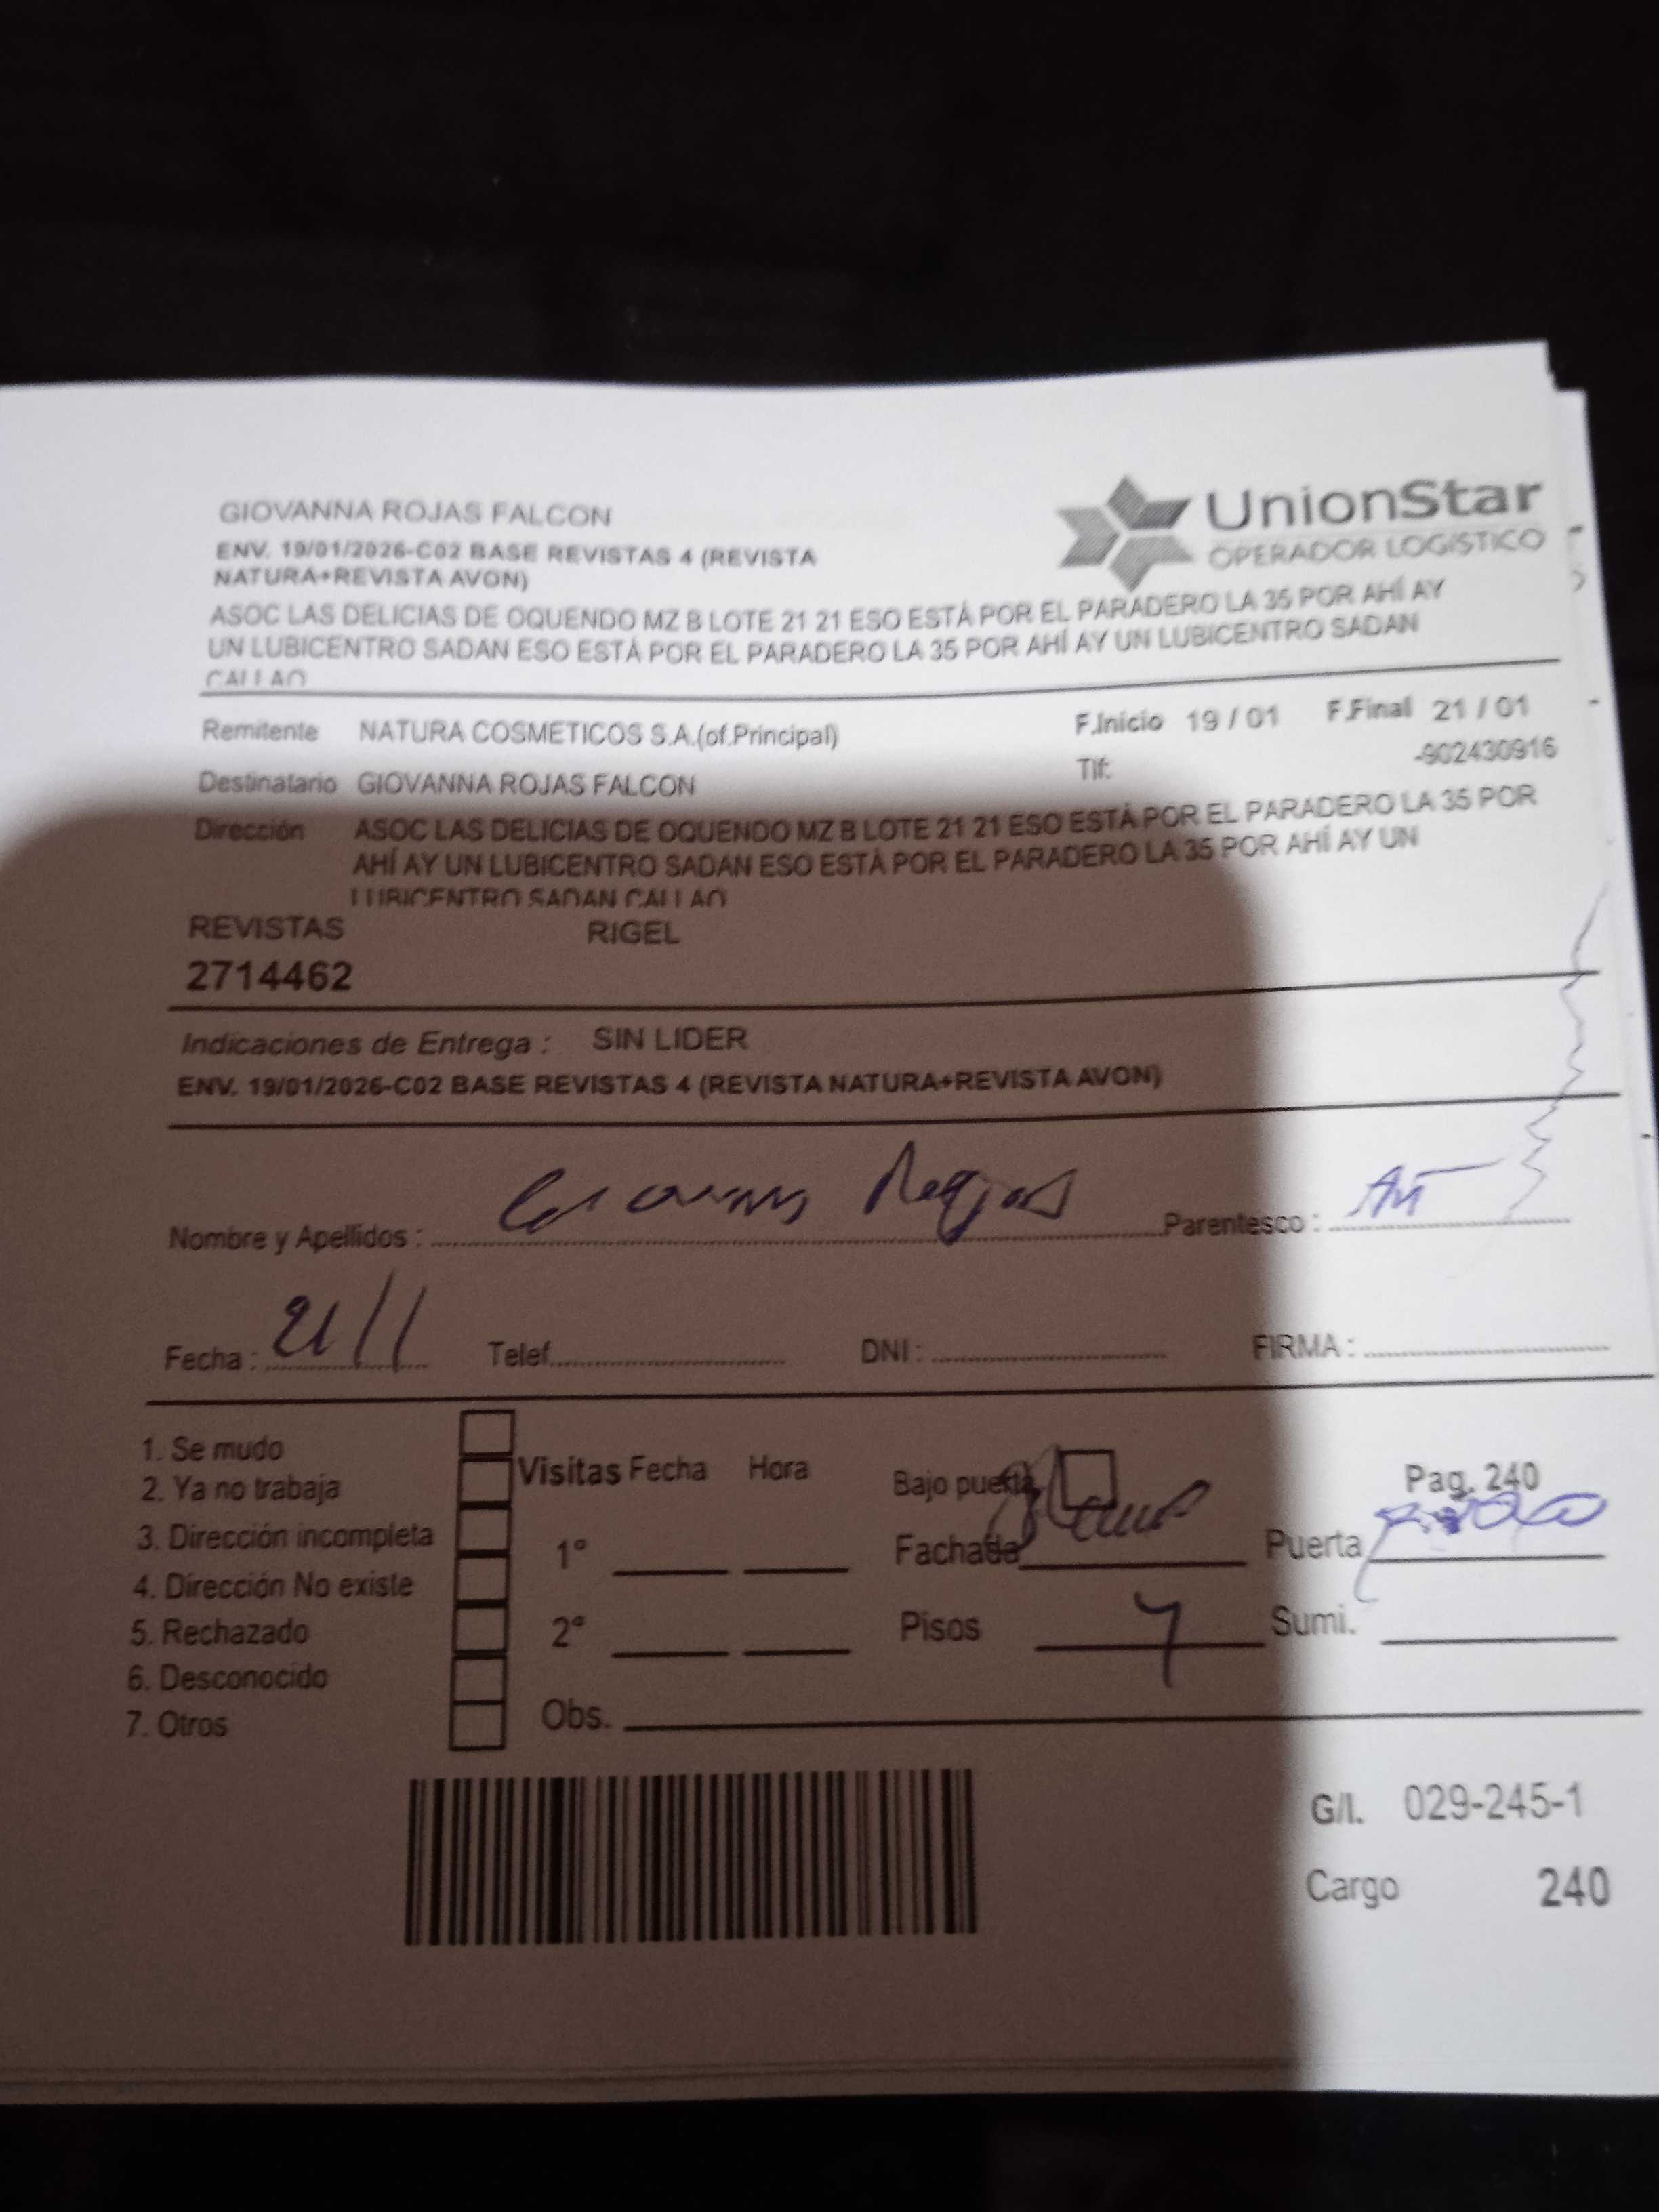 GIOVANNA ROJAS FALCON
ENV. 19/01/2026-C02 BASE REVISTAS 4 (REVISTA
NATURA+REVISTA AVON)
UnionStar
OPERADOR LOGÍSTICO
ASOC LAS DELICIAS DE OQUENDO MZ B LOTE 21 21 ESO ESTÁ POR EL PARADERO LA 35 POR AHÍ AY
UN LUBICENTRO SADAN ESO ESTÁ POR EL PARADERO LA 35 POR AHÍ AY UN LUBICENTRO SADAN
CALLAO
Remitente NATURA COSMETICOS S.A.(of.Principal) F.Inicio 19 / 01 F.Final 21 / 01
Tlf: -902430916
Destinatario GIOVANNA ROJAS FALCON
Dirección ASOC LAS DELICIAS DE OQUENDO MZ B LOTE 21 21 ESO ESTÁ POR EL PARADERO LA 35 POR
AHÍ AY UN LUBICENTRO SADAN ESO ESTÁ POR EL PARADERO LA 35 POR AHÍ AY UN
LUBICENTRO SADAN CALLAO
REVISTAS RIGEL
2714462
Indicaciones de Entrega : SIN LIDER
ENV. 19/01/2026-C02 BASE REVISTAS 4 (REVISTA NATURA+REVISTA AVON)
Nombre y Apellidos : Parentesco :
Fecha : 21/1 Telef. DNI : FIRMA :
1. Se mudo
2. Ya no trabaja
3. Dirección incompleta
4. Dirección No existe
5. Rechazado
6. Desconocido
7. Otros
Visitas Fecha Hora
1°
2°
Obs.
Bajo puerta Pag. 240
Fachada Puerta
Pisos Sumi.
G/I. 029-245-1
Cargo 240